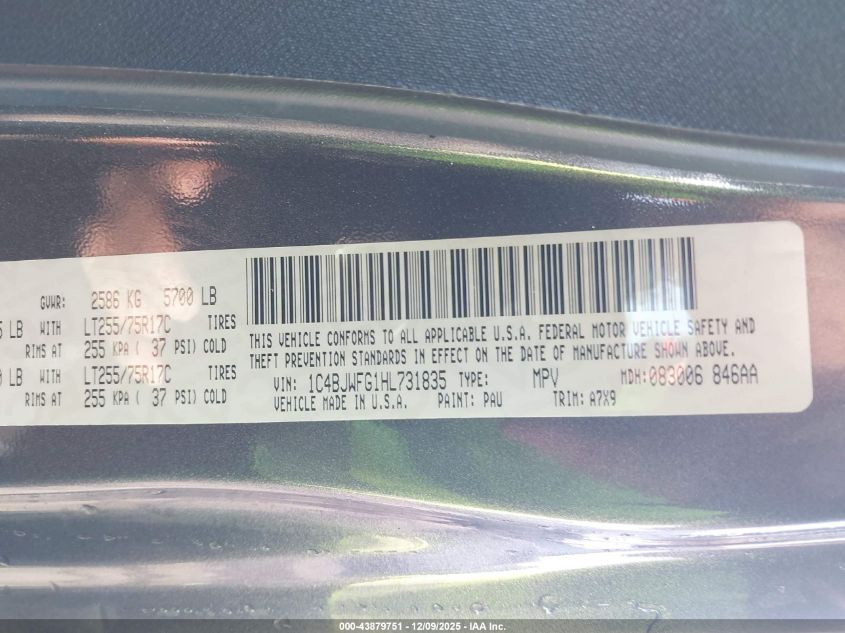 GVWR: 2586 KG 5700 LB
LB WITH LT255/75R17C TIRES
RIMS AT 255 KPA ( 37 PSI) COLD
LB WITH LT255/75R17C TIRES
RIMS AT 255 KPA ( 37 PSI) COLD
THIS VEHICLE CONFORMS TO ALL APPLICABLE U.S.A. FEDERAL MOTOR VEHICLE SAFETY AND
THEFT PREVENTION STANDARDS IN EFFECT ON THE DATE OF MANUFACTURE SHOWN ABOVE.
VIN: 1C4BJWFG1HL731835 TYPE: MPV MDH:083006 846AA
VEHICLE MADE IN U.S.A. PAINT: PAU TRIM: A7X9
000-43879751 - 12/09/2025 - IAA Inc.